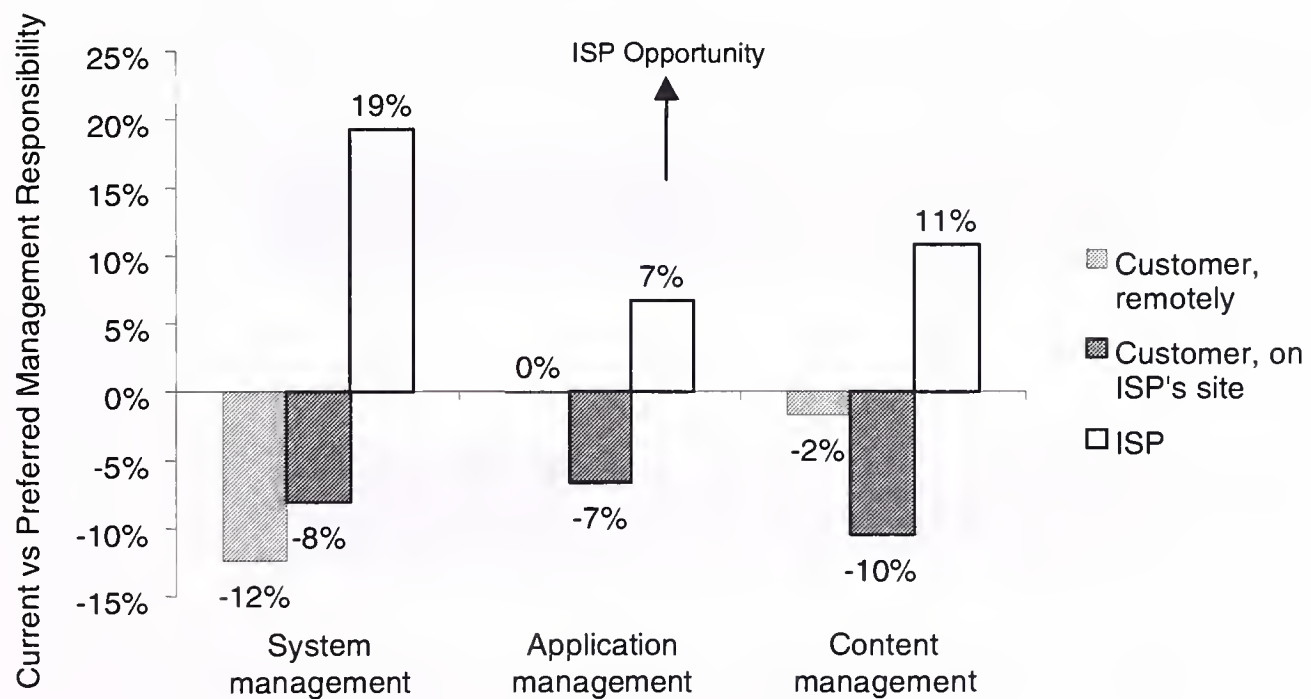 Current vs Preferred Management Responsibility
25%
20%
15%
10%
5%
0%
-5%
-10%
-15%
ISP Opportunity
19%
-12%
-8%
0%
7%
-7%
11%
-2%
-10%
System
management
Application
management
Content
management
Customer,
remotely
Customer, on
ISP's site
ISP